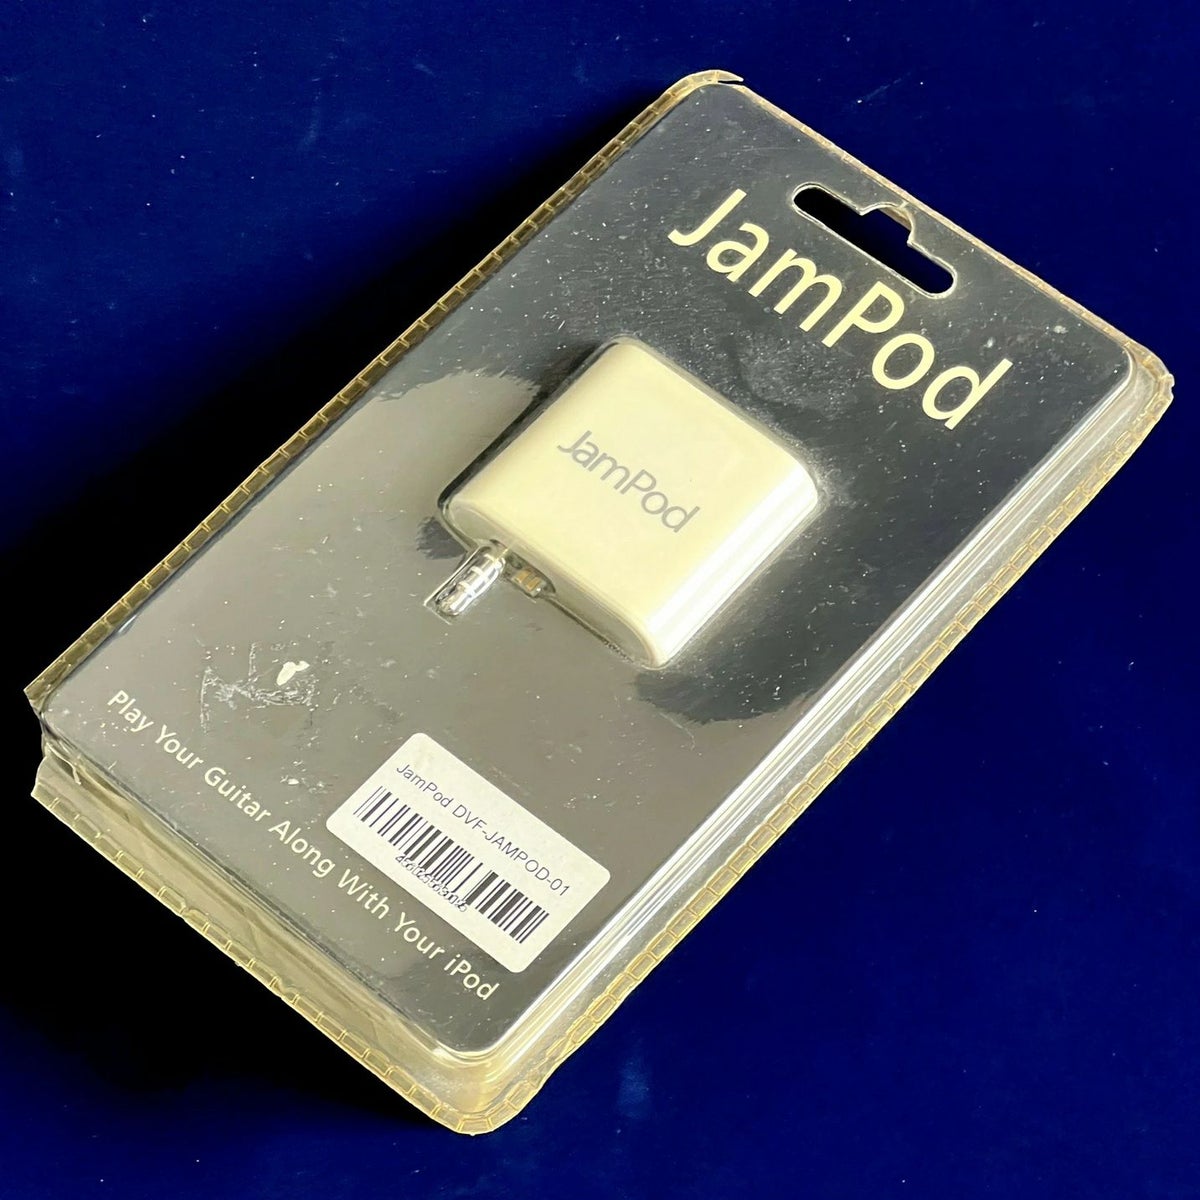 JamPod
JamPod
JamPod DVF-JAMPOD-01
Play Your Guitar Along With Your iPod